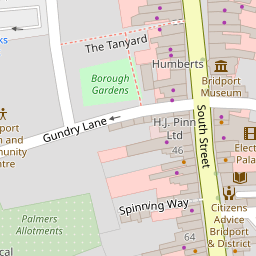 The Tanyard
Humberts
Borough
Gardens
Bridport
Museum
Gundry Lane
South Street
H.J. Pinn
Ltd
46
Palmers
Allotments
Spinning Way
Citizens
Advice
Bridport
& District
64